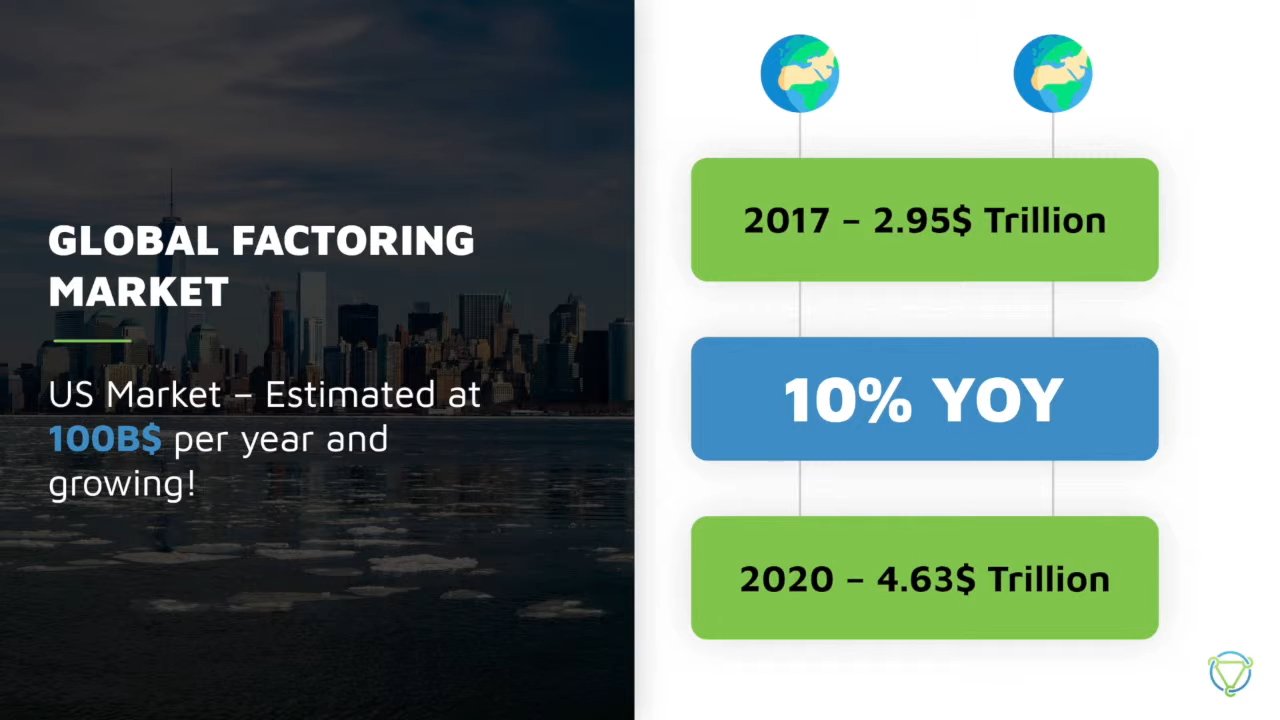 GLOBAL FACTORING
MARKET
US Market – Estimated at
100B$ per year and
growing!
2017 – 2.95$ Trillion
10% YOY
2020 – 4.63$ Trillion